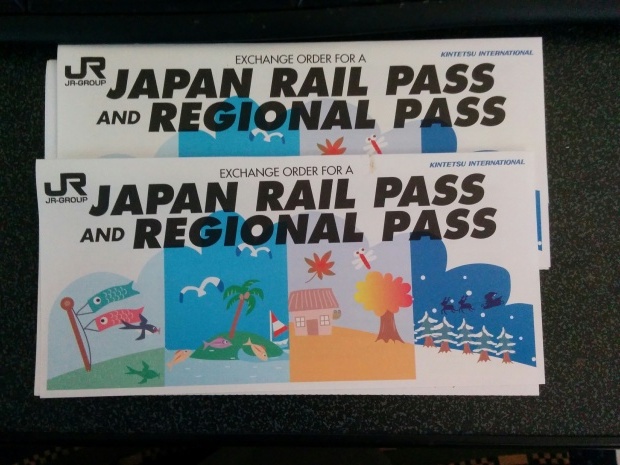 EXCHANGE ORDER FOR A
KINTETSU INTERNATIONAL
JR
JR-GROUP
JAPAN RAIL PASS
AND REGIONAL PASS
EXCHANGE ORDER FOR A
KINTETSU INTERNATIONAL
JR
JR-GROUP
JAPAN RAIL PASS
AND REGIONAL PASS